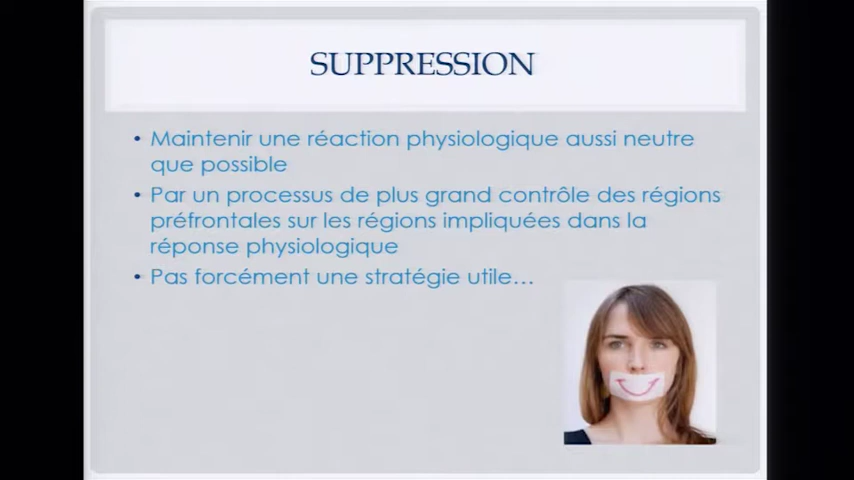 SUPPRESSION
• Maintenir une réaction physiologique aussi neutre
que possible
• Par un processus de plus grand contrôle des régions
préfrontales sur les régions impliquées dans la
réponse physiologique
• Pas forcément une stratégie utile…